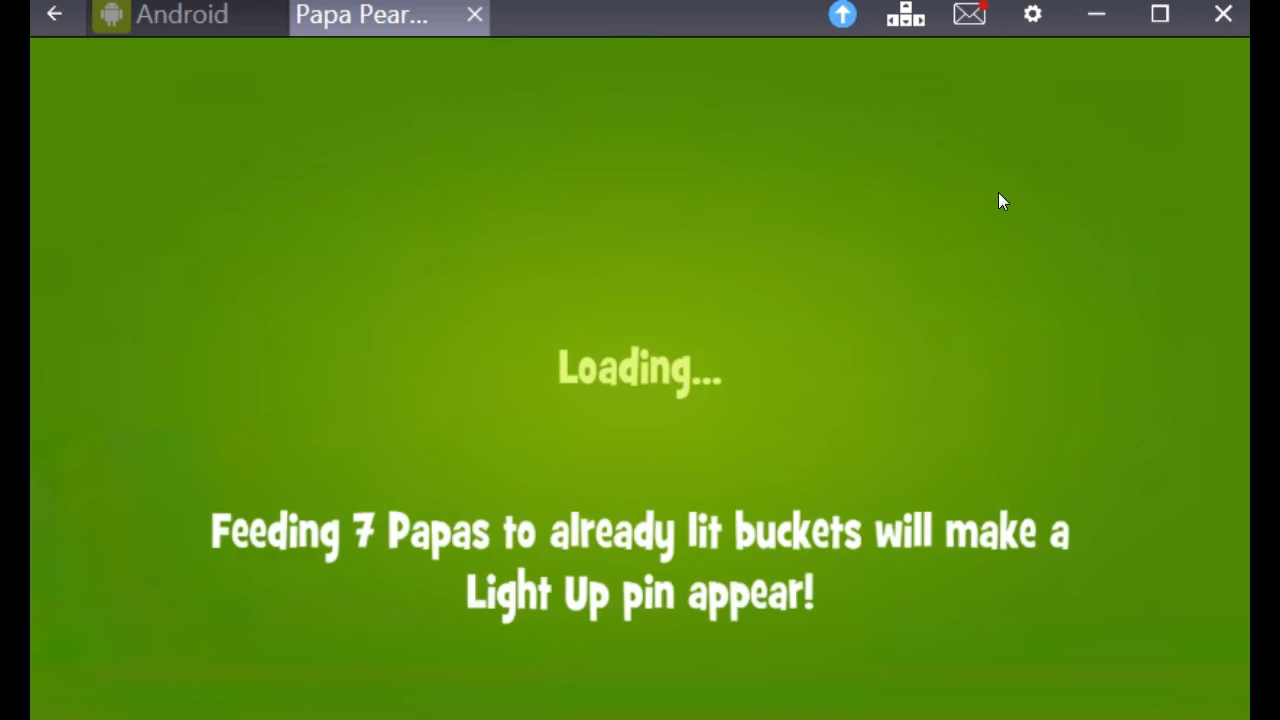 Android
Papa Pear...
Loading...
Feeding 7 Papas to already lit buckets will make a
Light Up pin appear!